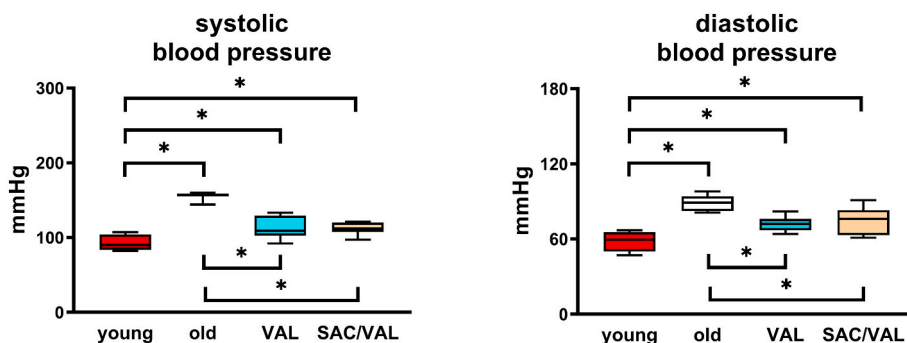 systolic
blood pressure
mmHg
300
200
100
0
*
*
*
*
*
young old VAL SAC/VAL
diastolic
blood pressure
mmHg
180
120
60
0
*
*
*
*
*
young old VAL SAC/VAL